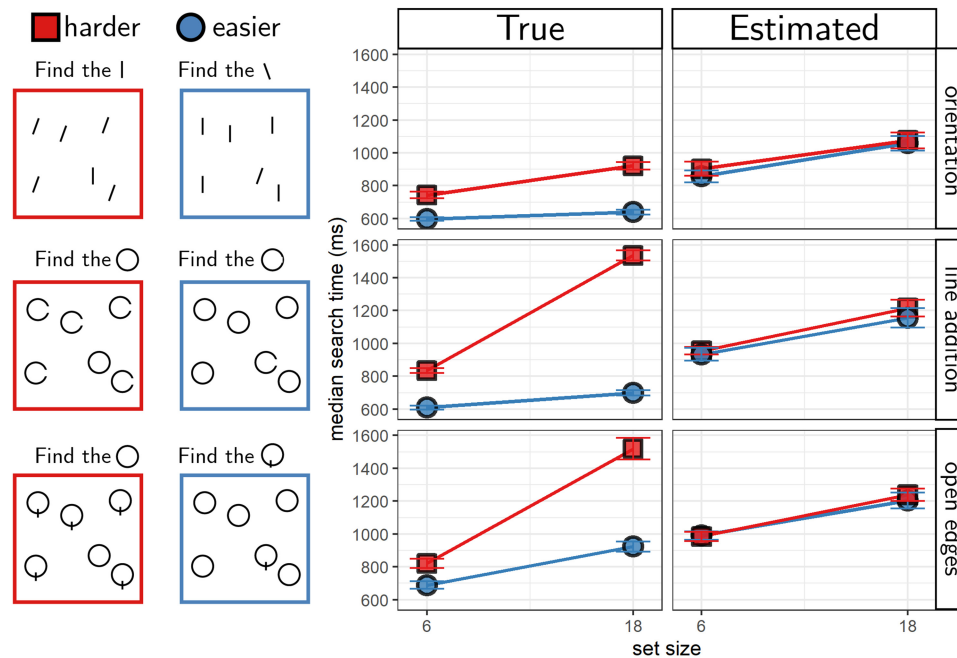 harder easier
Find the | Find the \
Find the ◯ Find the ◯
Find the ◯ Find the
True Estimated
median search time (ms)
1600
1400
1200
1000
800
600
orientation
1600
1400
1200
1000
800
600
line addition
1600
1400
1200
1000
800
600
open edges
6 18 6 18
set size